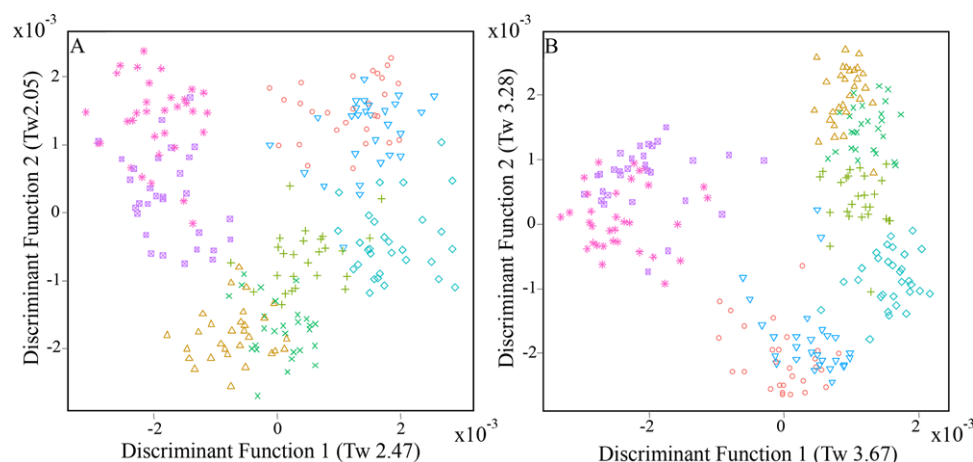 x10⁻³
A
2
1
0
-1
-2
Discriminant Function 2 (Tw2.05)
-2
0
2
x10⁻³
Discriminant Function 1 (Tw 2.47)
x10⁻³
B
2
1
0
-1
-2
Discriminant Function 2 (Tw 3.28)
-2
0
2
x10⁻³
Discriminant Function 1 (Tw 3.67)